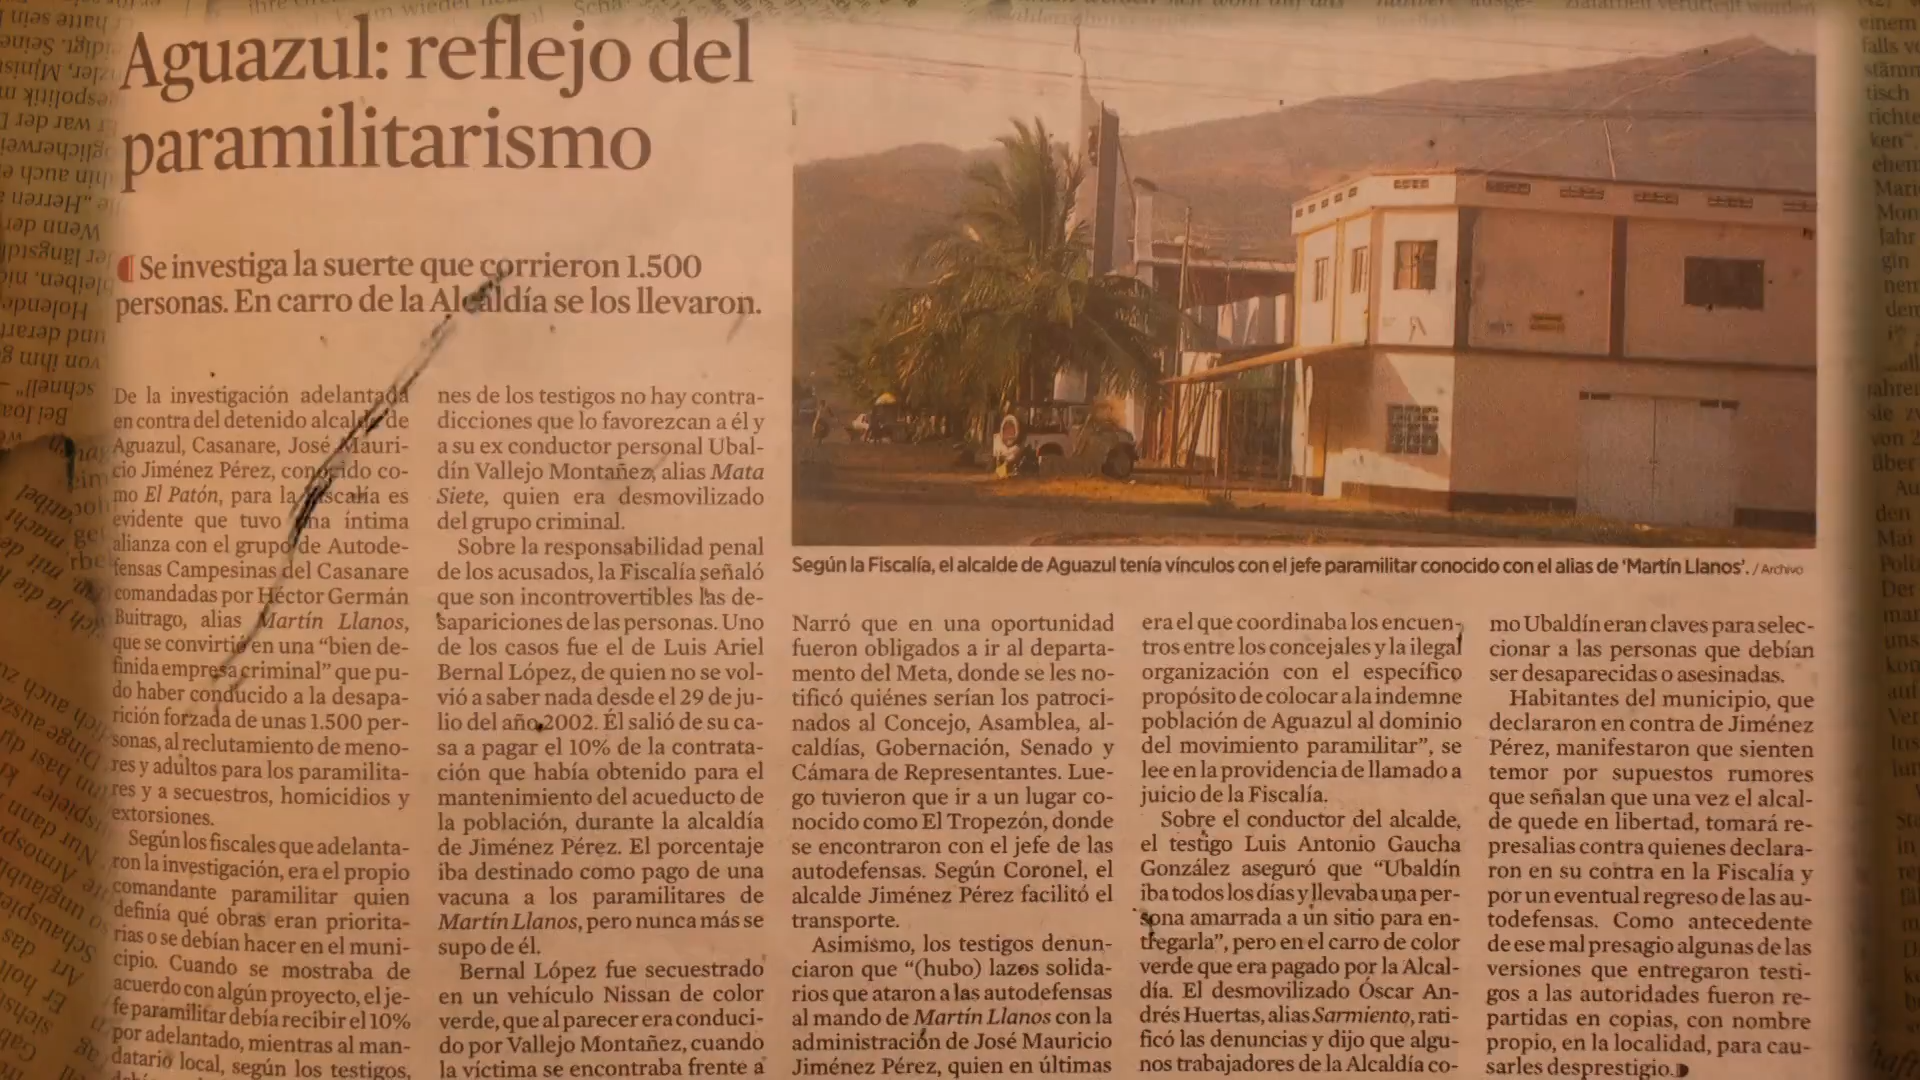 Aguazul: reflejo del
paramilitarismo
Se investiga la suerte que corrieron 1.500
personas. En carro de la Alcaldía se los llevaron.
De la investigación adelantada
en contra del detenido alcalde de
Aguazul, Casanare, José Mauri-
cio Jiménez Pérez, conocido co-
mo El Patón, para la Fiscalía es
evidente que tuvo una íntima
alianza con el grupo de Autode-
fensas Campesinas del Casanare
comandadas por Héctor Germán
Buitrago, alias Martín Llanos,
que se convirtió en una “bien de-
finida empresa criminal” que pu-
do haber conducido a la desapa-
rición forzada de unas 1.500 per-
sonas, al reclutamiento de meno-
res y adultos para los paramilita-
res y a secuestros, homicidios y
extorsiones.
Según los fiscales que adelanta-
ron la investigación, era el propio
comandante paramilitar quien
definía qué obras eran priorita-
rias o se debían hacer en el muni-
cipio. Cuando se mostraba de
acuerdo con algún proyecto, el je-
fe paramilitar debía recibir el 10%
por adelantado, mientras al man-
datario local, según los testigos,
nes de los testigos no hay contra-
dicciones que lo favorezcan a él y
a su ex conductor personal Ubal-
dín Vallejo Montañez, alias Mata
Siete, quien era desmovilizado
del grupo criminal.
Sobre la responsabilidad penal
de los acusados, la Fiscalía señaló
que son incontrovertibles las de-
sapariciones de las personas. Uno
de los casos fue el de Luis Ariel
Bernal López, de quien no se vol-
vió a saber nada desde el 29 de ju-
lio del año 2002. Él salió de su ca-
sa a pagar el 10% de la contrata-
ción que había obtenido para el
mantenimiento del acueducto de
la población, durante la alcaldía
de Jiménez Pérez. El porcentaje
iba destinado como pago de una
vacuna a los paramilitares de
Martín Llanos, pero nunca más se
supo de él.
Bernal López fue secuestrado
en un vehículo Nissan de color
verde, que al parecer era conduci-
do por Vallejo Montañez, cuando
la víctima se encontraba frente a
Según la Fiscalía, el alcalde de Aguazul tenía vínculos con el jefe paramilitar conocido con el alias de ‘Martín Llanos’. / Archivo
Narró que en una oportunidad
fueron obligados a ir al departa-
mento del Meta, donde se les no-
tificó quiénes serían los patroci-
nados al Concejo, Asamblea, al-
caldías, Gobernación, Senado y
Cámara de Representantes. Lue-
go tuvieron que ir a un lugar co-
nocido como El Tropezón, donde
se encontraron con el jefe de las
autodefensas. Según Coronel, el
alcalde Jiménez Pérez facilitó el
transporte.
Asimismo, los testigos denun-
ciaron que “(hubo) lazos solida-
rios que ataron a las autodefensas
al mando de Martín Llanos con la
administración de José Mauricio
Jiménez Pérez, quien en últimas
era el que coordinaba los encuen-
tros entre los concejales y la ilegal
organización con el específico
propósito de colocar a la indemne
población de Aguazul al dominio
del movimiento paramilitar”, se
lee en la providencia de llamado a
juicio de la Fiscalía.
Sobre el conductor del alcalde,
el testigo Luis Antonio Gaucha
González aseguró que “Ubaldín
iba todos los días y llevaba una per-
sona amarrada a un sitio para en-
tregarla”, pero en el carro de color
verde que era pagado por la Alcal-
día. El desmovilizado Óscar An-
drés Huertas, alias Sarmiento, rati-
ficó las denuncias y dijo que algu-
nos trabajadores de la Alcaldía co-
mo Ubaldín eran claves para selec-
cionar a las personas que debían
ser desaparecidas o asesinadas.
Habitantes del municipio, que
declararon en contra de Jiménez
Pérez, manifestaron que sienten
temor por supuestos rumores
que señalan que una vez el alcal-
de quede en libertad, tomará re-
presalias contra quienes declara-
ron en su contra en la Fiscalía y
por un eventual regreso de las au-
todefensas. Como antecedente
de ese mal presagio algunas de las
versiones que entregaron testi-
gos a las autoridades fueron re-
partidas en copias, con nombre
propio, en la localidad, para cau-
sarles desprestigio.